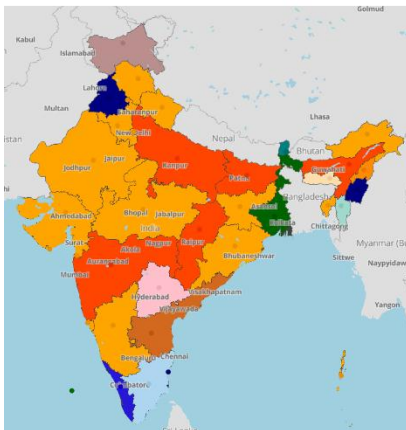 Golmud
Kabul
Islamabad
Lahore
Multan
Saharanpur
Lhasa
New Delhi
Nepal
Bhutan
Jaipur
Jodhpur
Kanpur
Patna
Guwahati
Bangladesh
Asansol
Kolkata
Ahmedabad
Bhopal
Jabalpur
India
Chittagong
Myanmar (B
Surat
Akola
Nagpur
Raipur
Sittwe
Naypyidaw
Aurangabad
Mumbai
Bhubaneshwar
Hyderabad
Visakhapatnam
Vijayawada
Yangon
Bengaluru
Chennai
Coimbatore